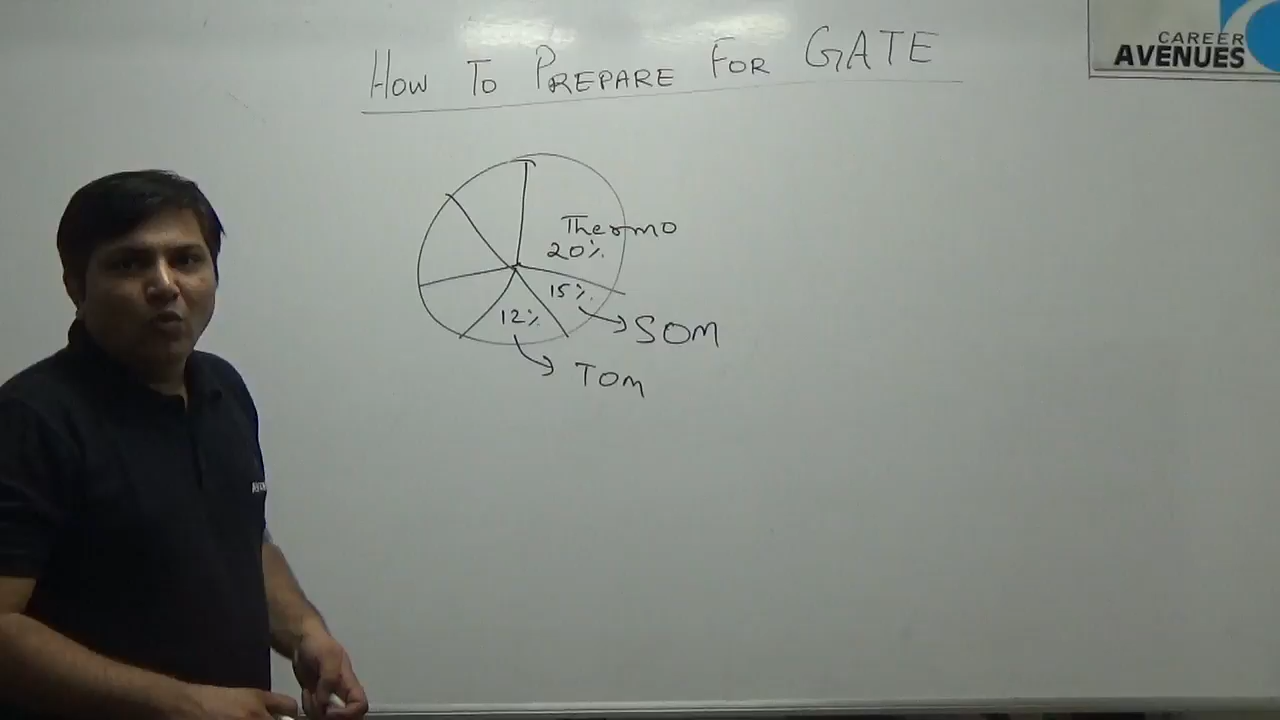 HOW TO PREPARE FOR GATE
CAREER
AVENUES
Thermo
20%
15%
SOM
12%
TOM